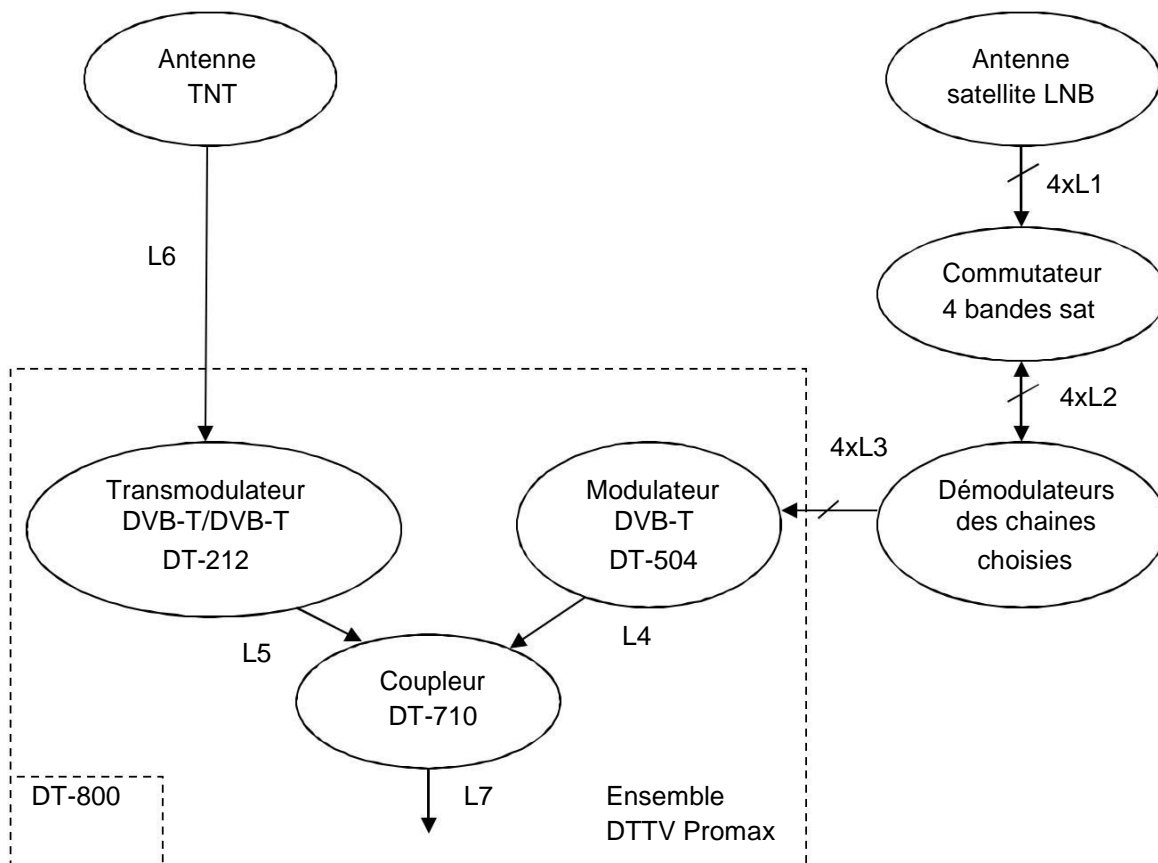 Antenne
TNT
Antenne
satellite LNB
4xL1
L6
Commutateur
4 bandes sat
4xL2
4xL3
Transmodulateur
DVB-T/DVB-T
DT-212
Modulateur
DVB-T
DT-504
Démodulateurs
des chaines
choisies
L5
L4
Coupleur
DT-710
DT-800
L7
Ensemble
DTTV Promax